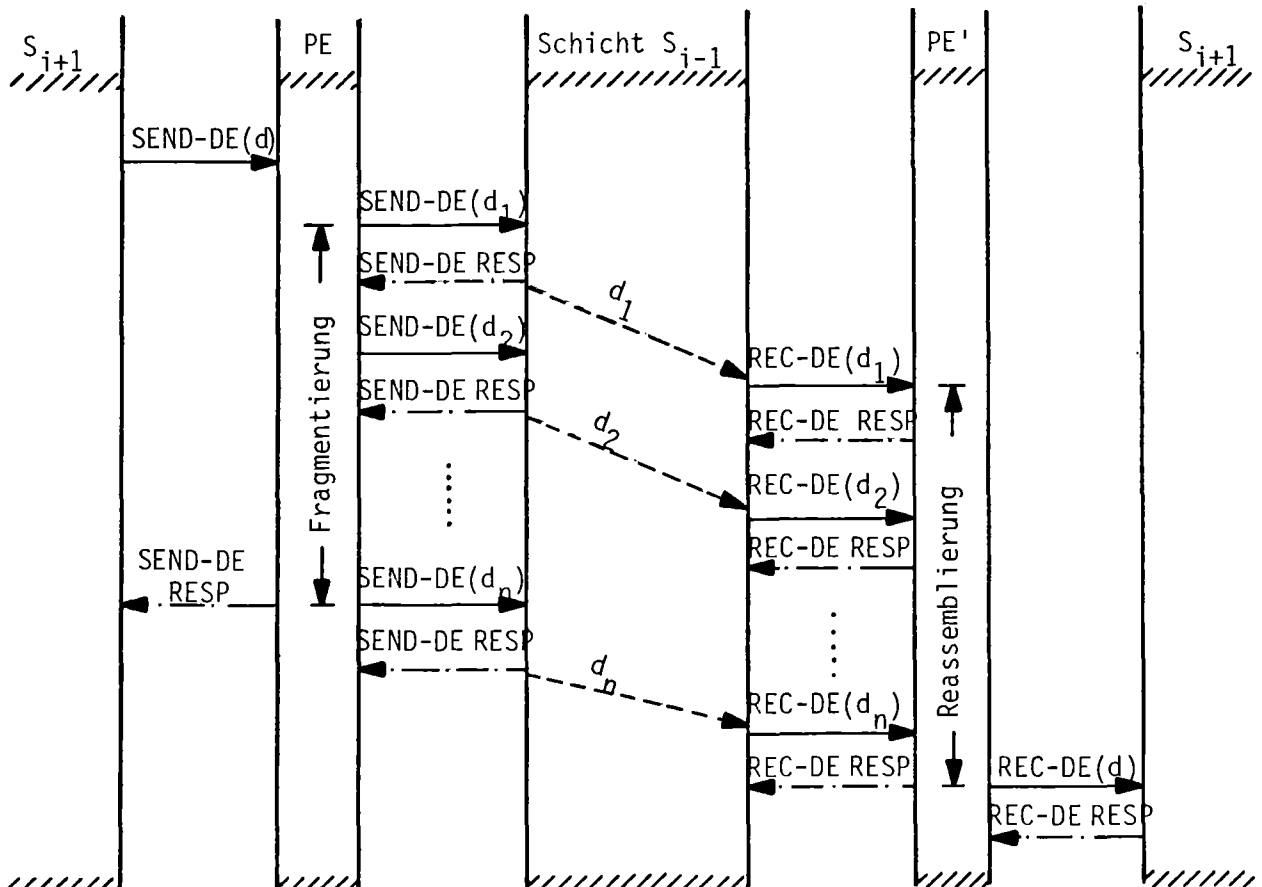 S_{i+1}
PE
Schicht S_{i-1}
PE'
S_{i+1}
SEND-DE(d)
SEND-DE(d_1)
SEND-DE RESP
d_1
SEND-DE(d_2)
REC-DE(d_1)
SEND-DE RESP
REC-DE RESP
d_2
Fragmentierung
REC-DE(d_2)
REC-DE RESP
Reassemblierung
SEND-DE
RESP
SEND-DE(d_n)
SEND-DE RESP
d_n
REC-DE(d_n)
REC-DE RESP
REC-DE(d)
REC-DE RESP